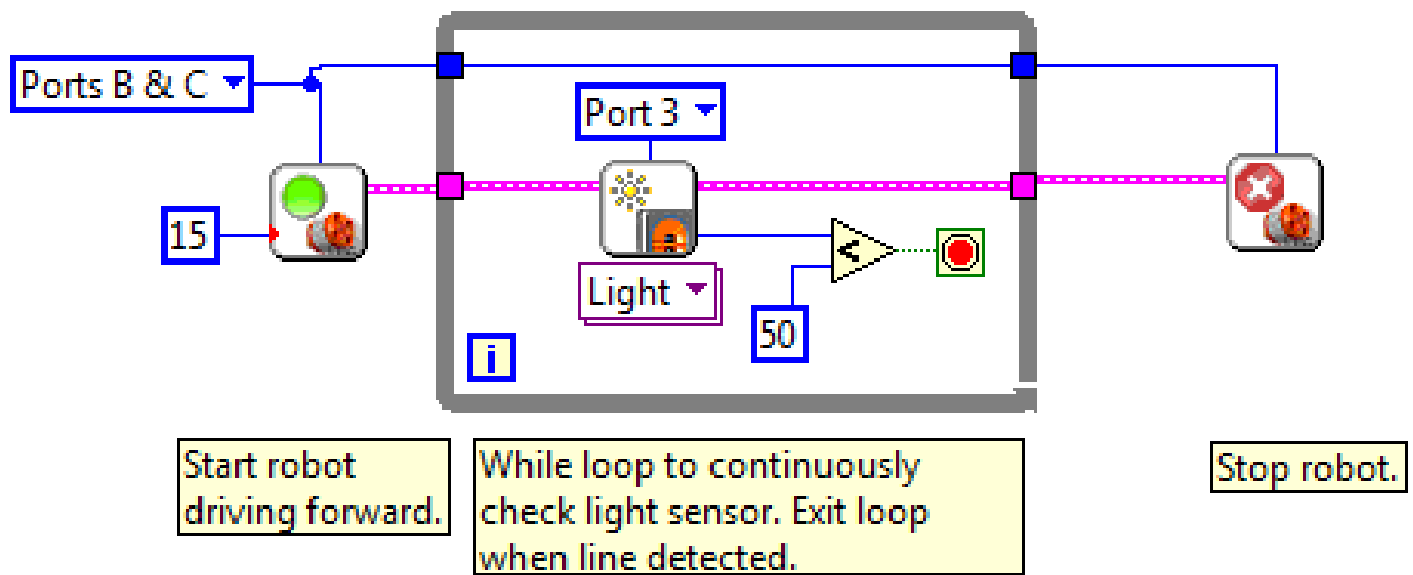 Ports B & C
Port 3
15
Light
<
50
i
Start robot
driving forward.
While loop to continuously
check light sensor. Exit loop
when line detected.
Stop robot.